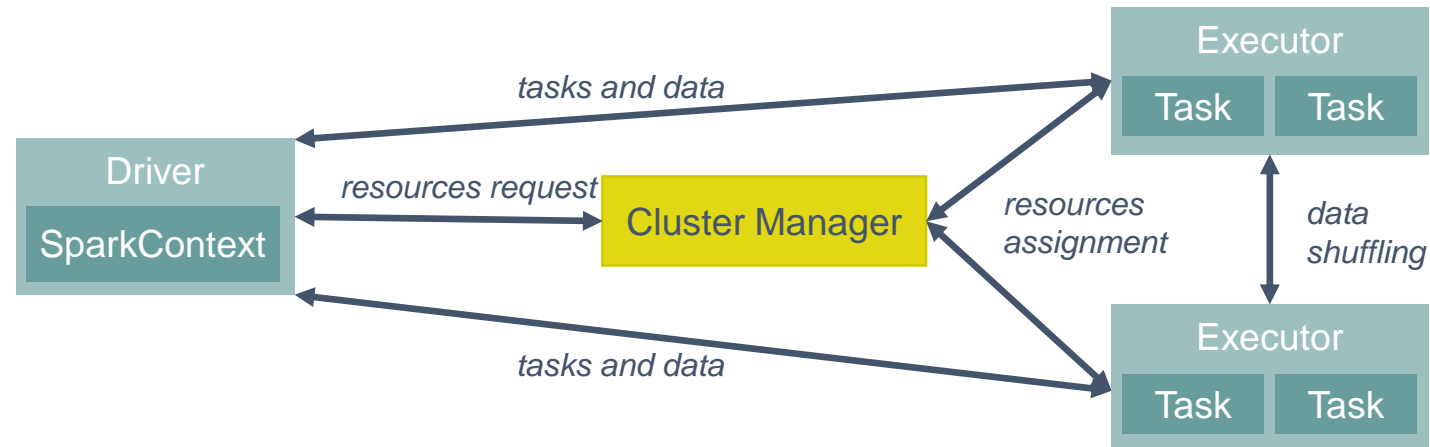 Executor
Task Task
tasks and data
Driver
SparkContext
resources request
Cluster Manager
resources
assignment
data
shuffling
tasks and data
Executor
Task Task